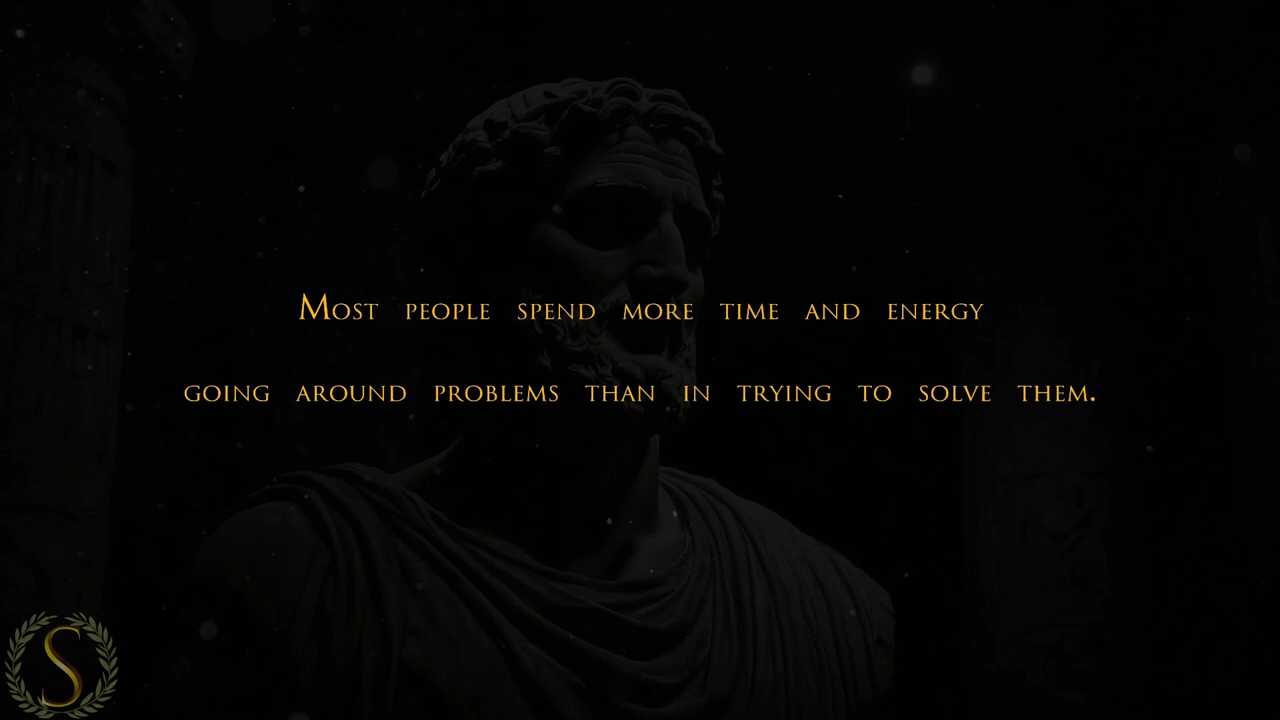 Most people spend more time and energy
going around problems than in trying to solve them.
S